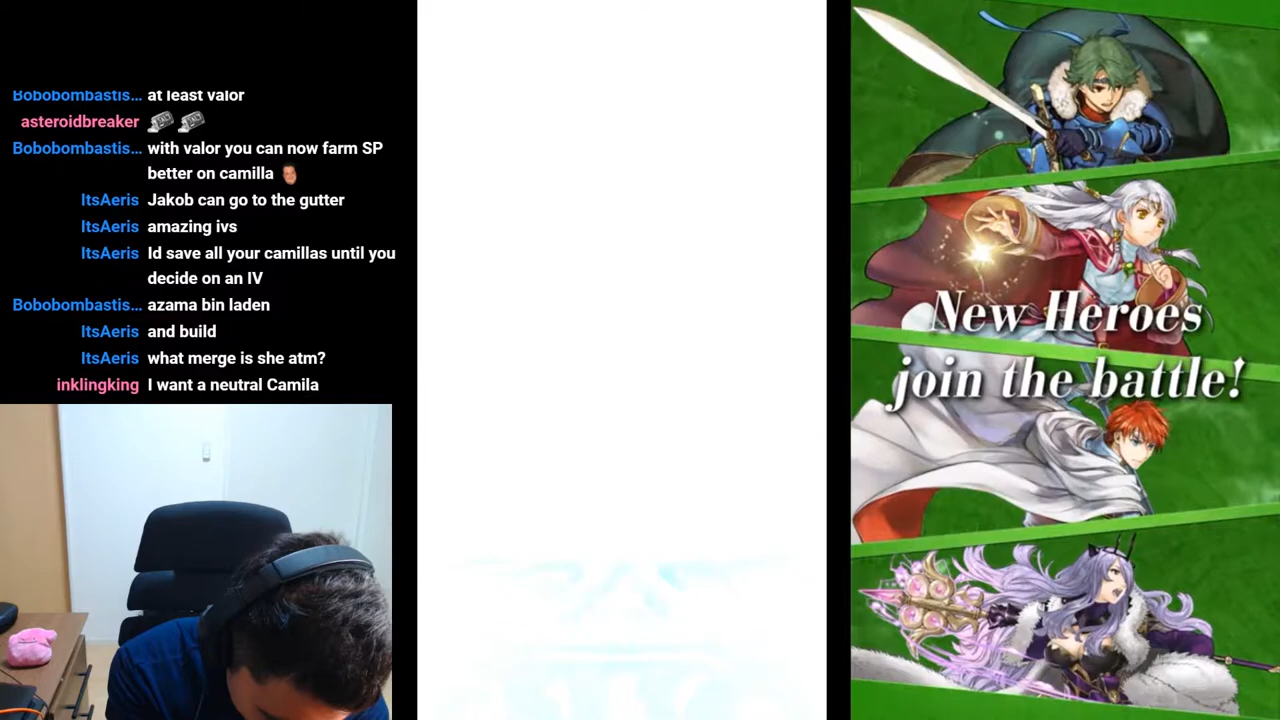 Bobobombastis… at least valor
asteroidbreaker
Bobobombastis… with valor you can now farm SP
better on camilla
ItsAeris Jakob can go to the gutter
ItsAeris amazing ivs
ItsAeris Id save all your camillas until you
decide on an IV
Bobobombastis… azama bin laden
ItsAeris and build
ItsAeris what merge is she atm?
inklingking I want a neutral Camila
New Heroes
join the battle!